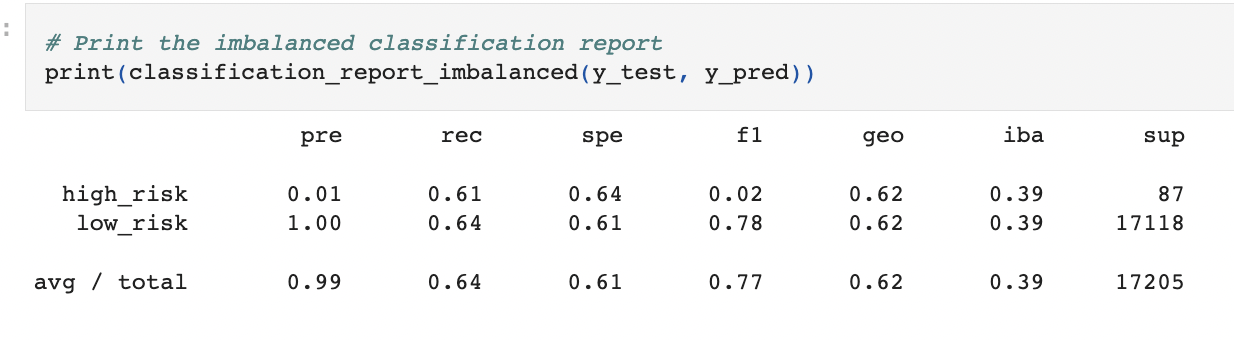 :
# Print the imbalanced classification report
print(classification_report_imbalanced(y_test, y_pred))
pre rec spe f1 geo iba sup
high_risk 0.01 0.61 0.64 0.02 0.62 0.39 87
low_risk 1.00 0.64 0.61 0.78 0.62 0.39 17118
avg / total 0.99 0.64 0.61 0.77 0.62 0.39 17205